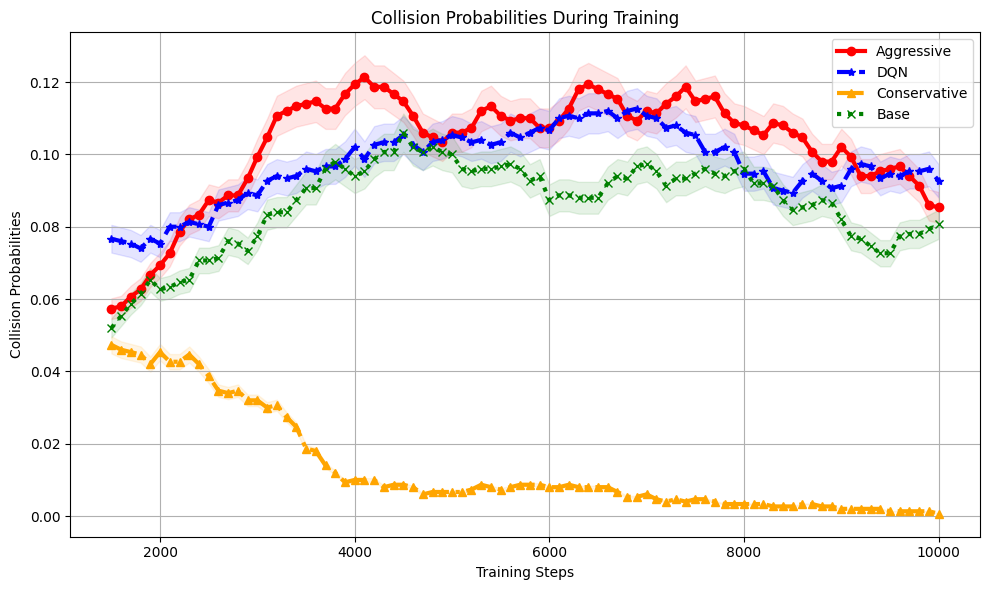 Collision Probabilities During Training
Aggressive
DQN
Conservative
Base
Collision Probabilities
0.12
0.10
0.08
0.06
0.04
0.02
0.00
2000
4000
6000
8000
10000
Training Steps